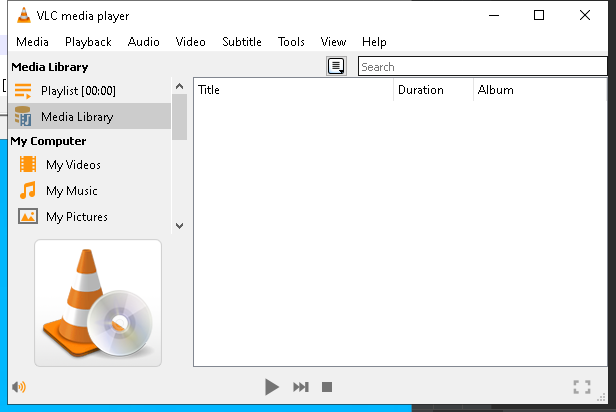 VLC media player
Media Playback Audio Video Subtitle Tools View Help
Media Library
Search
Playlist [00:00]
Title Duration Album
Media Library
My Computer
My Videos
My Music
My Pictures